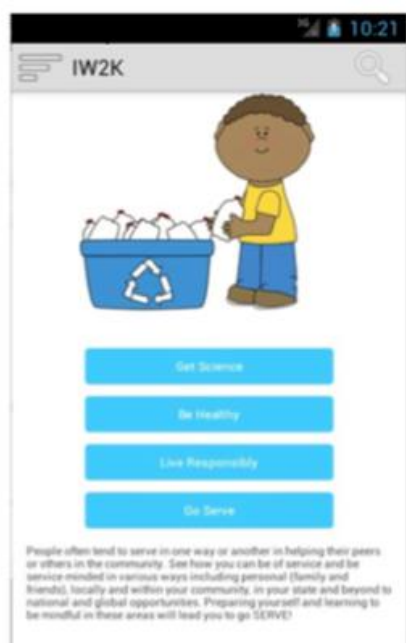 3G 10:21
IW2K
Get Science
Be Healthy
Live Responsibly
Go Serve
People often tend to serve in one way or another in helping their peers
or others in the community. See how you can be of service and be
service-minded in various ways including personal (family and
friends), locally and within your community, in your state and beyond to
national and global opportunities. Preparing yourself and learning to
be mindful in these areas will lead you to go SERVE!